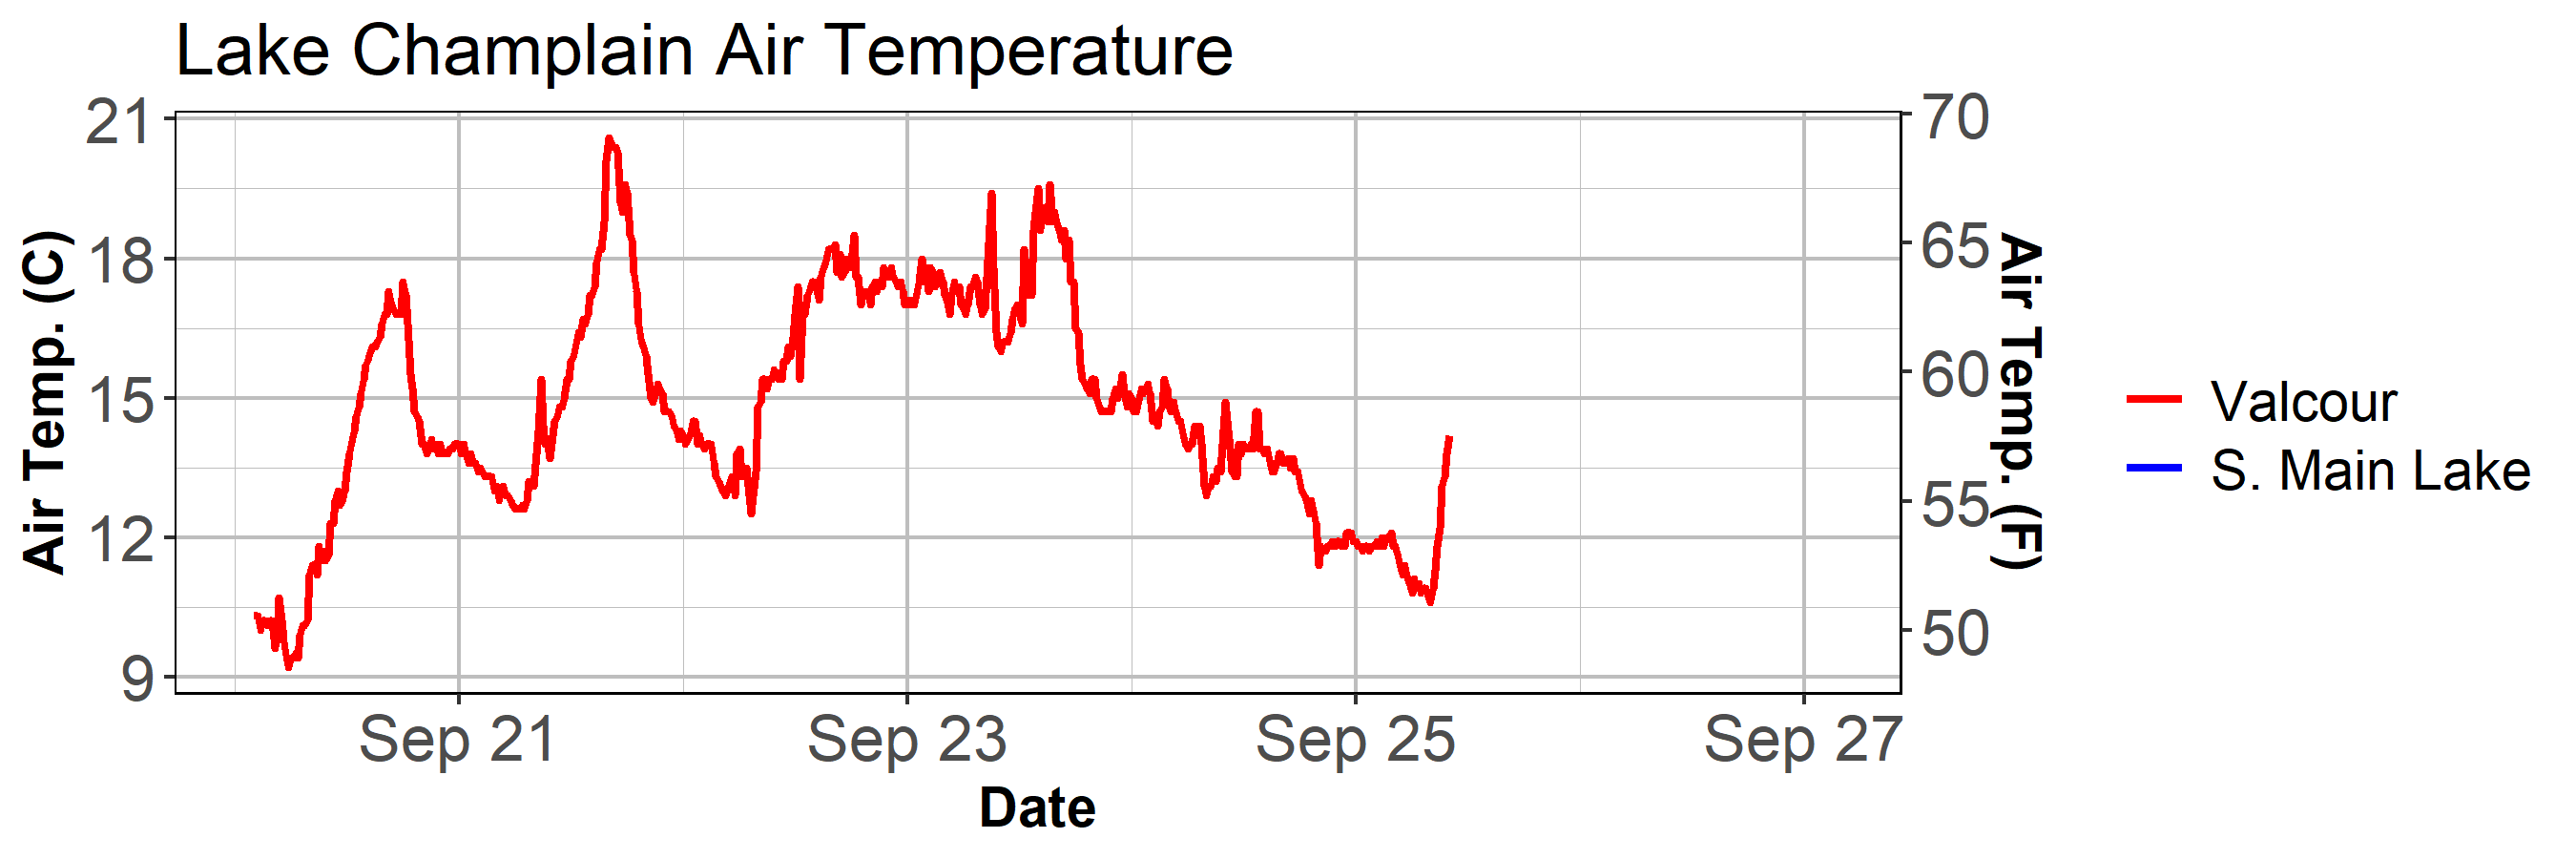 Lake Champlain Air Temperature
21
18
15
12
9
Air Temp. (C)
70
65
60
55
50
Air Temp. (F)
Sep 21
Sep 23
Sep 25
Sep 27
Date
Valcour
S. Main Lake